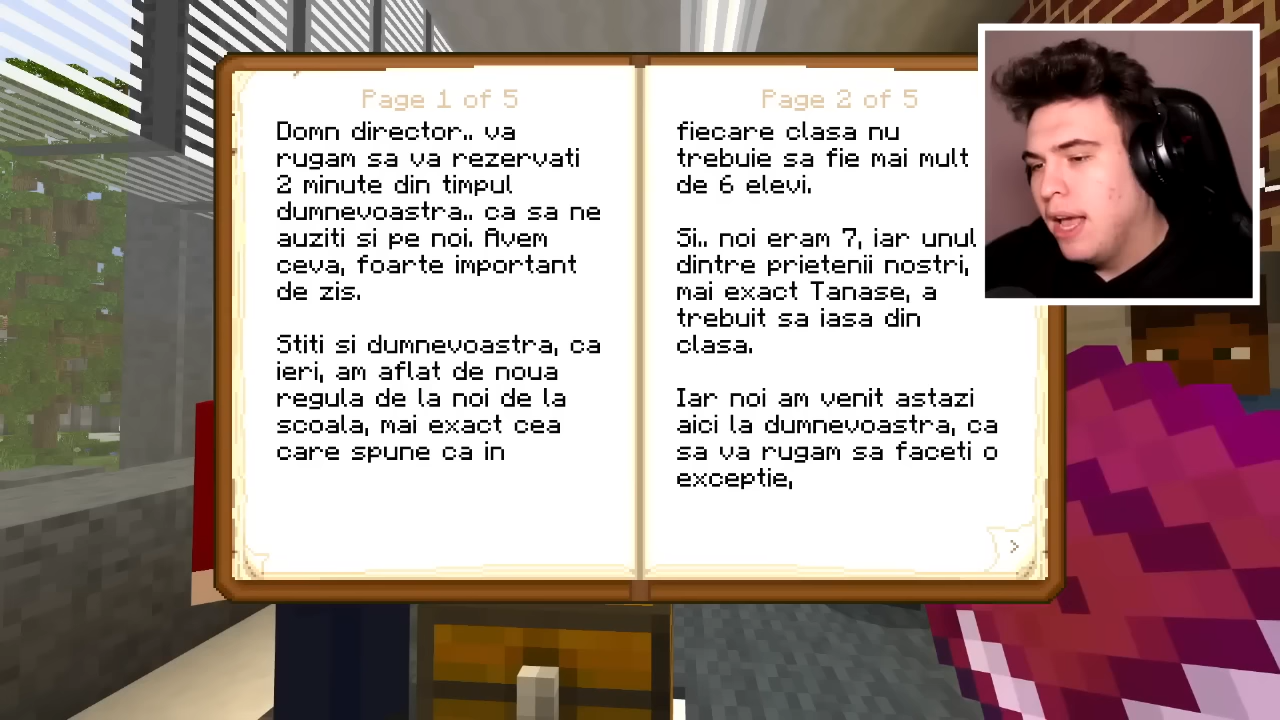 Page 1 of 5
Domn director.. va
rugam sa va rezervati
2 minute din timpul
dumnevoastra.. ca sa ne
auziti si pe noi. Avem
ceva, foarte important
de zis.
Stiti si dumnevoastra, ca
ieri, am aflat de noua
regula de la noi de la
scoala, mai exact cea
care spune ca in
Page 2 of 5
fiecare clasa nu
trebuie sa fie mai mult
de 6 elevi.
Si.. noi eram 7, iar unul
dintre prietenii nostri,
mai exact Tanase, a
trebuit sa iasa din
clasa.
Iar noi am venit astazi
aici la dumnevoastra, ca
sa va rugam sa faceti o
exceptie,